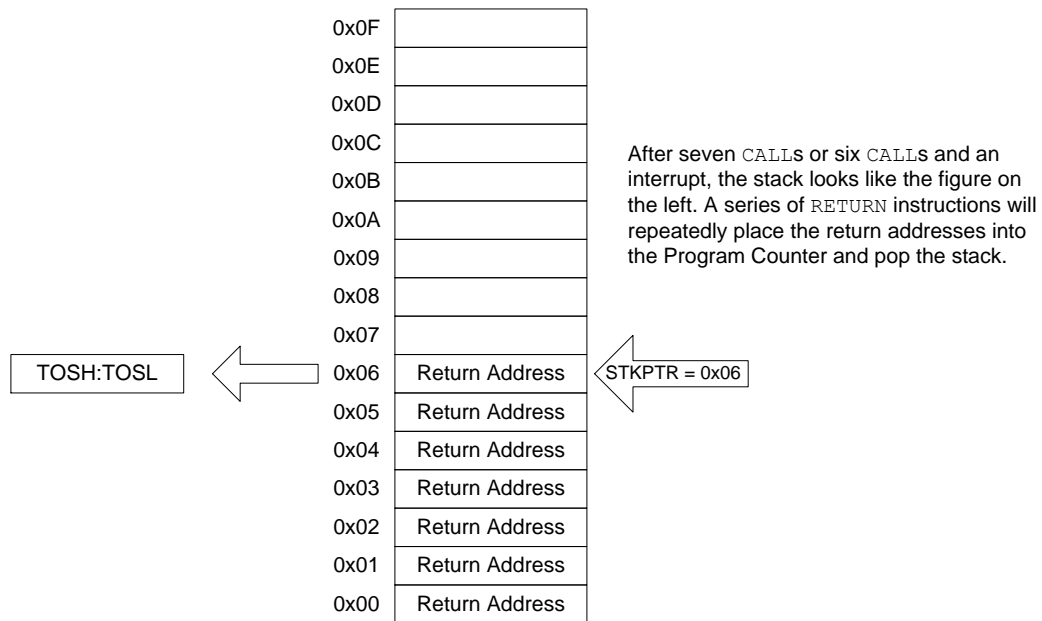 0x0F
0x0E
0x0D
0x0C
0x0B
0x0A
0x09
0x08
0x07
After seven CALLs or six CALLs and an
interrupt, the stack looks like the figure on
the left. A series of RETURN instructions will
repeatedly place the return addresses into
the Program Counter and pop the stack.
TOSH:TOSL
0x06 Return Address
STKPTR = 0x06
0x05 Return Address
0x04 Return Address
0x03 Return Address
0x02 Return Address
0x01 Return Address
0x00 Return Address